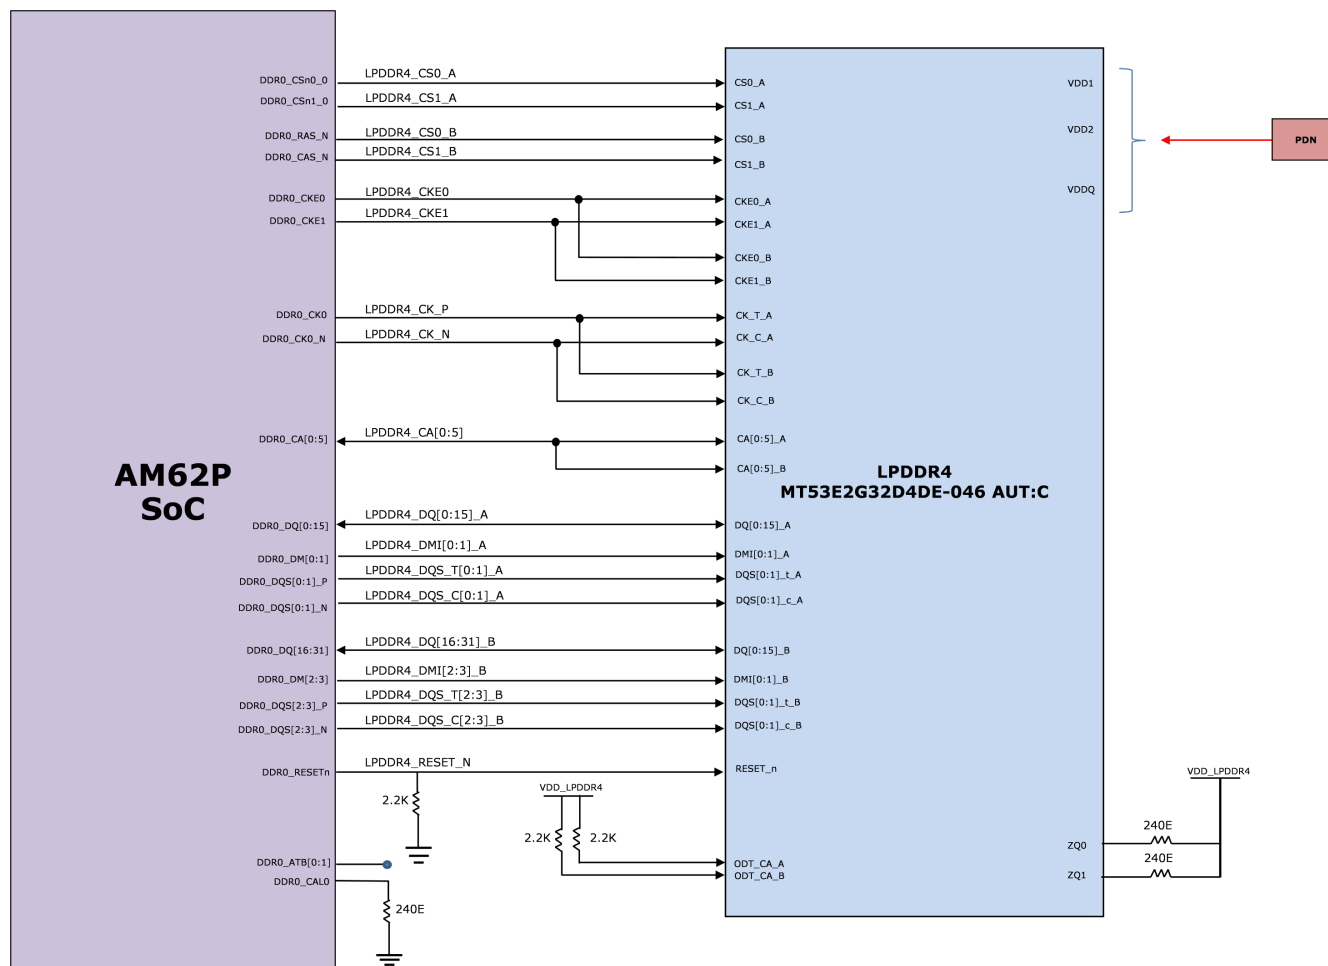 DDR0_CSn0_0
LPDDR4_CS0_A
CS0_A
VDD1
DDR0_CSn1_0
LPDDR4_CS1_A
CS1_A
DDR0_RAS_N
LPDDR4_CS0_B
CS0_B
VDD2
PDN
DDR0_CAS_N
LPDDR4_CS1_B
CS1_B
DDR0_CKE0
LPDDR4_CKE0
CKE0_A
VDDQ
DDR0_CKE1
LPDDR4_CKE1
CKE1_A
CKE0_B
CKE1_B
DDR0_CK0
LPDDR4_CK_P
CK_T_A
DDR0_CK0_N
LPDDR4_CK_N
CK_C_A
CK_T_B
CK_C_B
DDR0_CA[0:5]
LPDDR4_CA[0:5]
CA[0:5]_A
CA[0:5]_B
AM62P
SoC
LPDDR4
MT53E2G32D4DE-046 AUT:C
DDR0_DQ[0:15]
LPDDR4_DQ[0:15]_A
DQ[0:15]_A
DDR0_DM[0:1]
LPDDR4_DMI[0:1]_A
DMI[0:1]_A
DDR0_DQS[0:1]_P
LPDDR4_DQS_T[0:1]_A
DQS[0:1]_t_A
DDR0_DQS[0:1]_N
LPDDR4_DQS_C[0:1]_A
DQS[0:1]_c_A
DDR0_DQ[16:31]
LPDDR4_DQ[16:31]_B
DQ[0:15]_B
DDR0_DM[2:3]
LPDDR4_DMI[2:3]_B
DMI[0:1]_B
DDR0_DQS[2:3]_P
LPDDR4_DQS_T[2:3]_B
DQS[0:1]_t_B
DDR0_DQS[2:3]_N
LPDDR4_DQS_C[2:3]_B
DQS[0:1]_c_B
DDR0_RESETn
LPDDR4_RESET_N
RESET_n
VDD_LPDDR4
2.2K
VDD_LPDDR4
2.2K
2.2K
240E
ZQ0
240E
ZQ1
DDR0_ATB[0:1]
ODT_CA_A
ODT_CA_B
DDR0_CAL0
240E